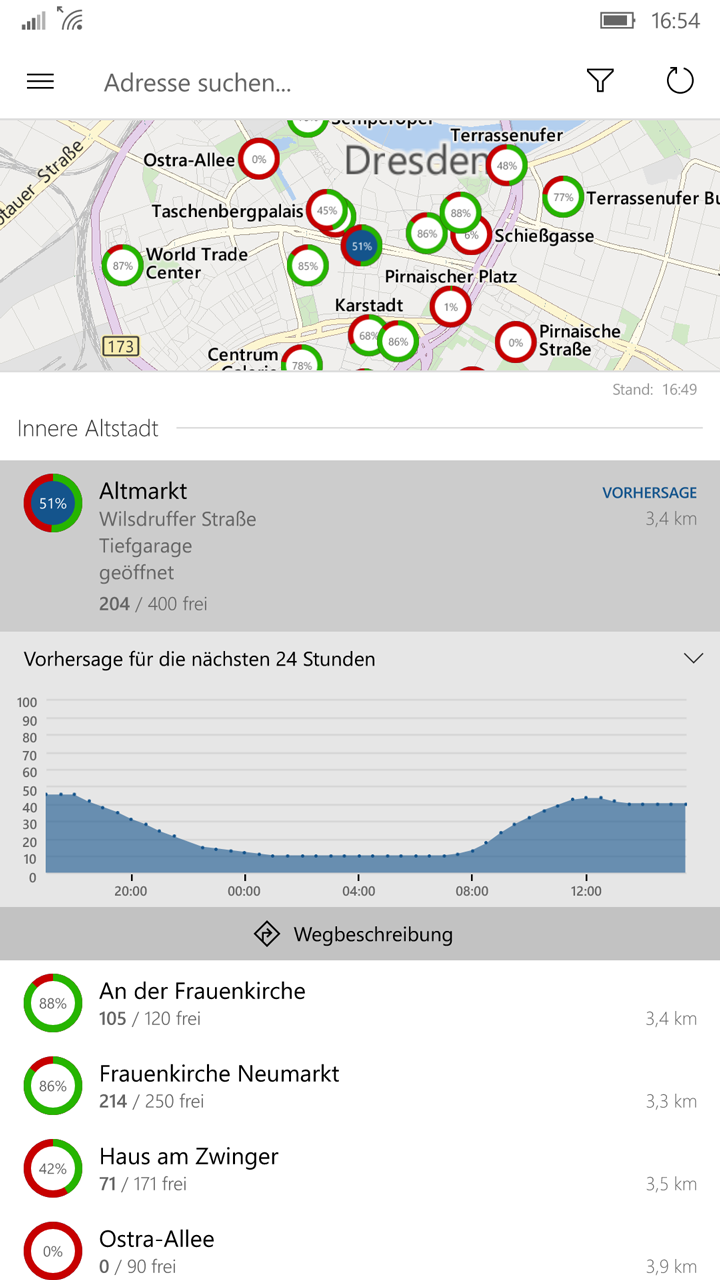 16:54
Adresse suchen...
Semperoper
Terrassenufer
Ostra-Allee
0%
Dresden
48%
Taschenbergpalais
45%
77%
Terrassenufer Bu
88%
86%
6%
Schießgasse
51%
87%
World Trade
Center
85%
Pirnaischer Platz
Karstadt
1%
68%
86%
0%
Pirnaische
Straße
173
Centrum
Galerie
78%
Stand: 16:49
Innere Altstadt
51%
Altmarkt
VORHERSAGE
Wilsdruffer Straße
3,4 km
Tiefgarage
geöffnet
204 / 400 frei
Vorhersage für die nächsten 24 Stunden
100
90
80
70
60
50
40
30
20
10
0
20:00
00:00
04:00
08:00
12:00
Wegbeschreibung
88%
An der Frauenkirche
105 / 120 frei
3,4 km
86%
Frauenkirche Neumarkt
214 / 250 frei
3,3 km
42%
Haus am Zwinger
71 / 171 frei
3,5 km
0%
Ostra-Allee
0 / 90 frei
3,9 km